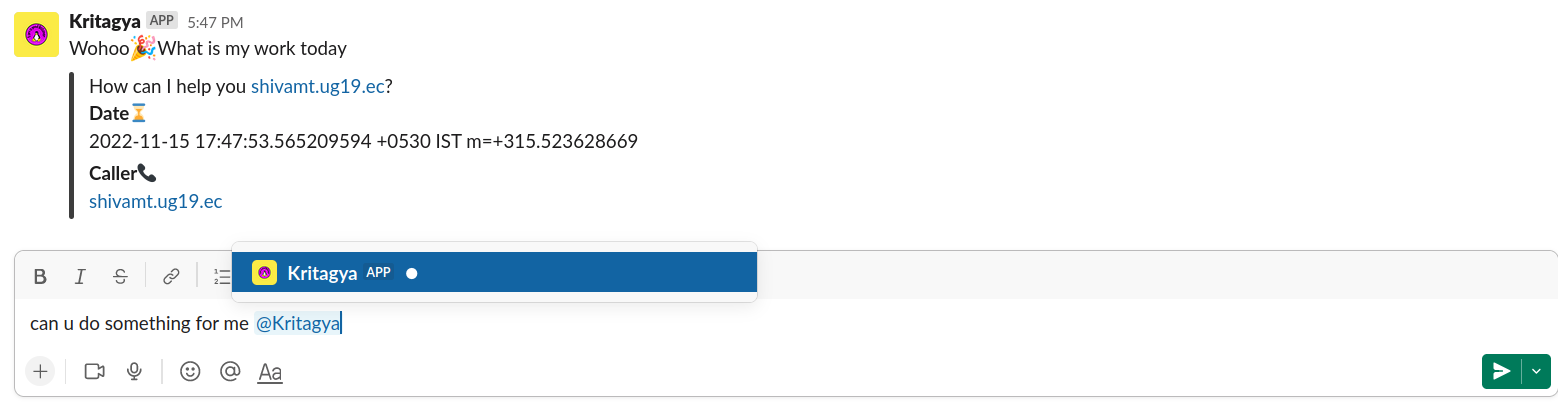 Kritagya APP 5:47 PM
Wohoo🎉What is my work today
How can I help you shivamt.ug19.ec?
Date⏳
2022-11-15 17:47:53.565209594 +0530 IST m=+315.523628669
Caller📞
shivamt.ug19.ec
B I S
Kritagya APP
can u do something for me @Kritagya
+ @ Aa